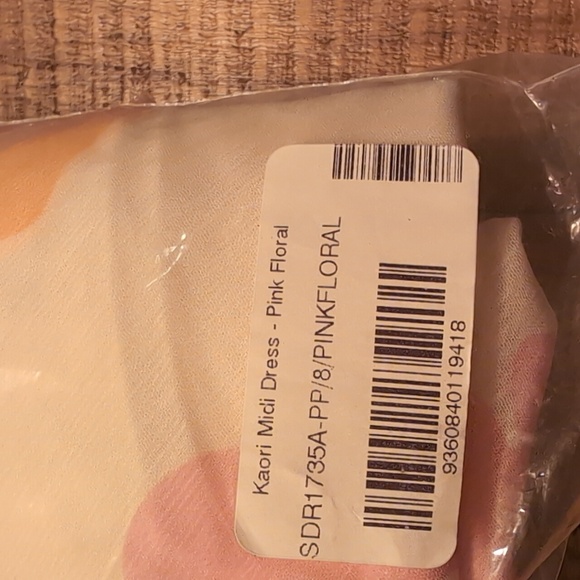 Kaori Midi Dress - Pink Floral
SDR1735A-PP/8/PINKFLORAL
9360840119418